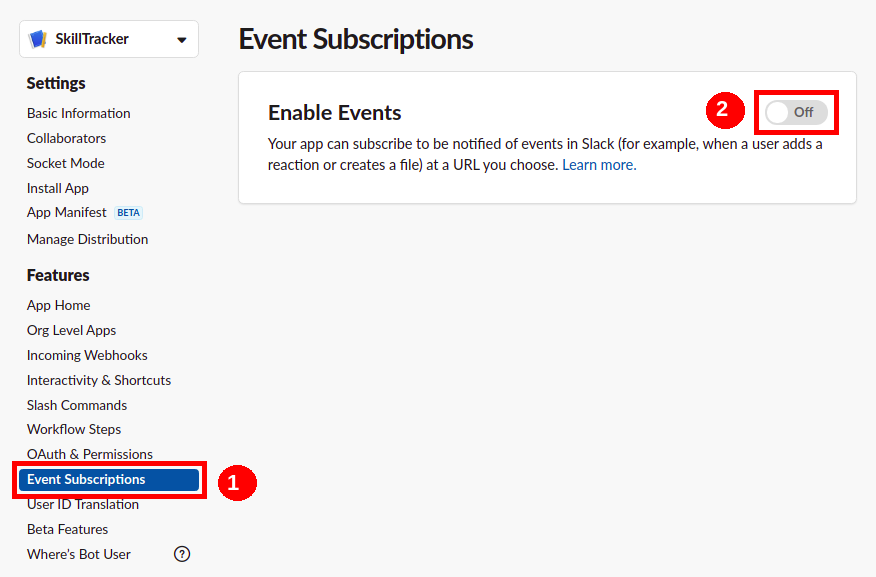 SkillTracker
Settings
Basic Information
Collaborators
Socket Mode
Install App
App Manifest BETA
Manage Distribution
Features
App Home
Org Level Apps
Incoming Webhooks
Interactivity & Shortcuts
Slash Commands
Workflow Steps
OAuth & Permissions
Event Subscriptions 1
User ID Translation
Beta Features
Where's Bot User ?
Event Subscriptions
Enable Events 2 Off
Your app can subscribe to be notified of events in Slack (for example, when a user adds a
reaction or creates a file) at a URL you choose. Learn more.